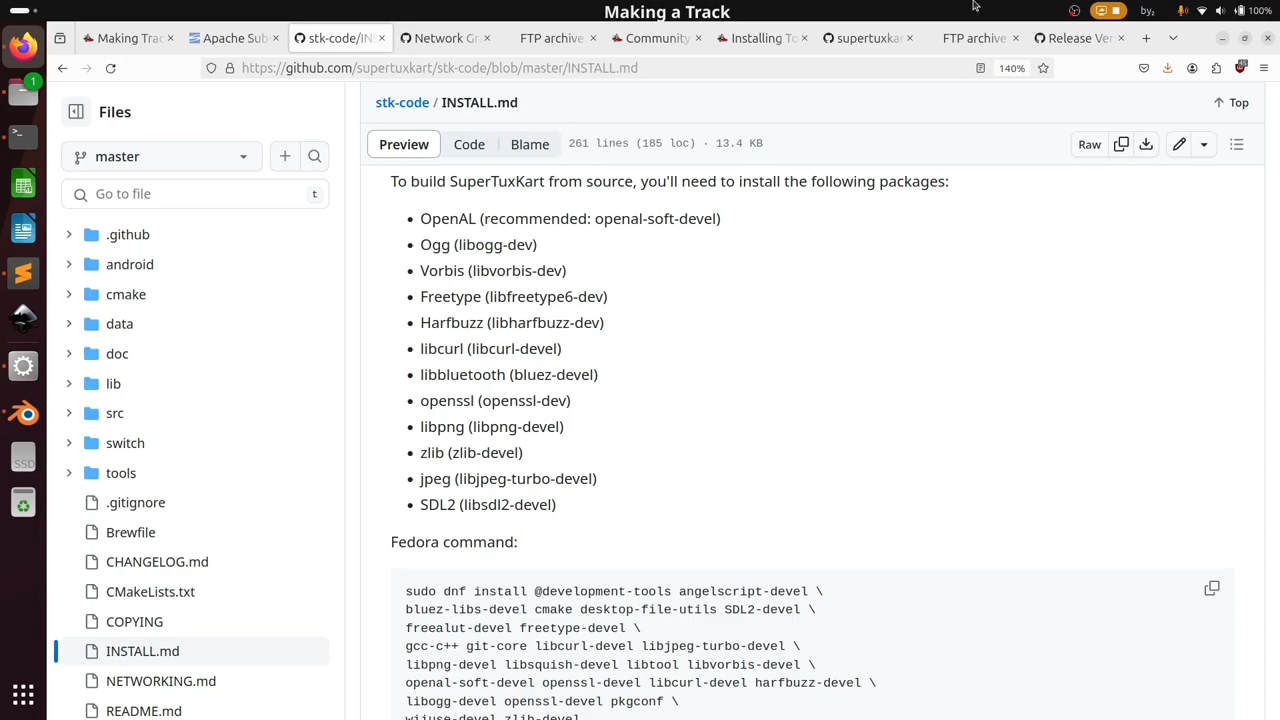 Making a Track
by₂
100%
Making Trac
Apache Sub
stk-code/INS
Network Gr
FTP archive
Community
Installing To
supertuxkar
FTP archive
Release Ver
https://github.com/supertuxkart/stk-code/blob/master/INSTALL.md
140%
1
Files
master
Go to file
t
.github
android
cmake
data
doc
lib
src
switch
tools
.gitignore
Brewfile
CHANGELOG.md
CMakeLists.txt
COPYING
INSTALL.md
NETWORKING.md
README.md
SSD
stk-code / INSTALL.md
Top
Preview
Code
Blame
261 lines (185 loc) · 13.4 KB
Raw
To build SuperTuxKart from source, you'll need to install the following packages:
• OpenAL (recommended: openal-soft-devel)
• Ogg (libogg-dev)
• Vorbis (libvorbis-dev)
• Freetype (libfreetype6-dev)
• Harfbuzz (libharfbuzz-dev)
• libcurl (libcurl-devel)
• libbluetooth (bluez-devel)
• openssl (openssl-dev)
• libpng (libpng-devel)
• zlib (zlib-devel)
• jpeg (libjpeg-turbo-devel)
• SDL2 (libsdl2-devel)
Fedora command:
sudo dnf install @development-tools angelscript-devel \
bluez-libs-devel cmake desktop-file-utils SDL2-devel \
freealut-devel freetype-devel \
gcc-c++ git-core libcurl-devel libjpeg-turbo-devel \
libpng-devel libsquish-devel libtool libvorbis-devel \
openal-soft-devel openssl-devel libcurl-devel harfbuzz-devel \
libogg-devel openssl-devel pkgconf \
wiiuse-devel zlib-devel